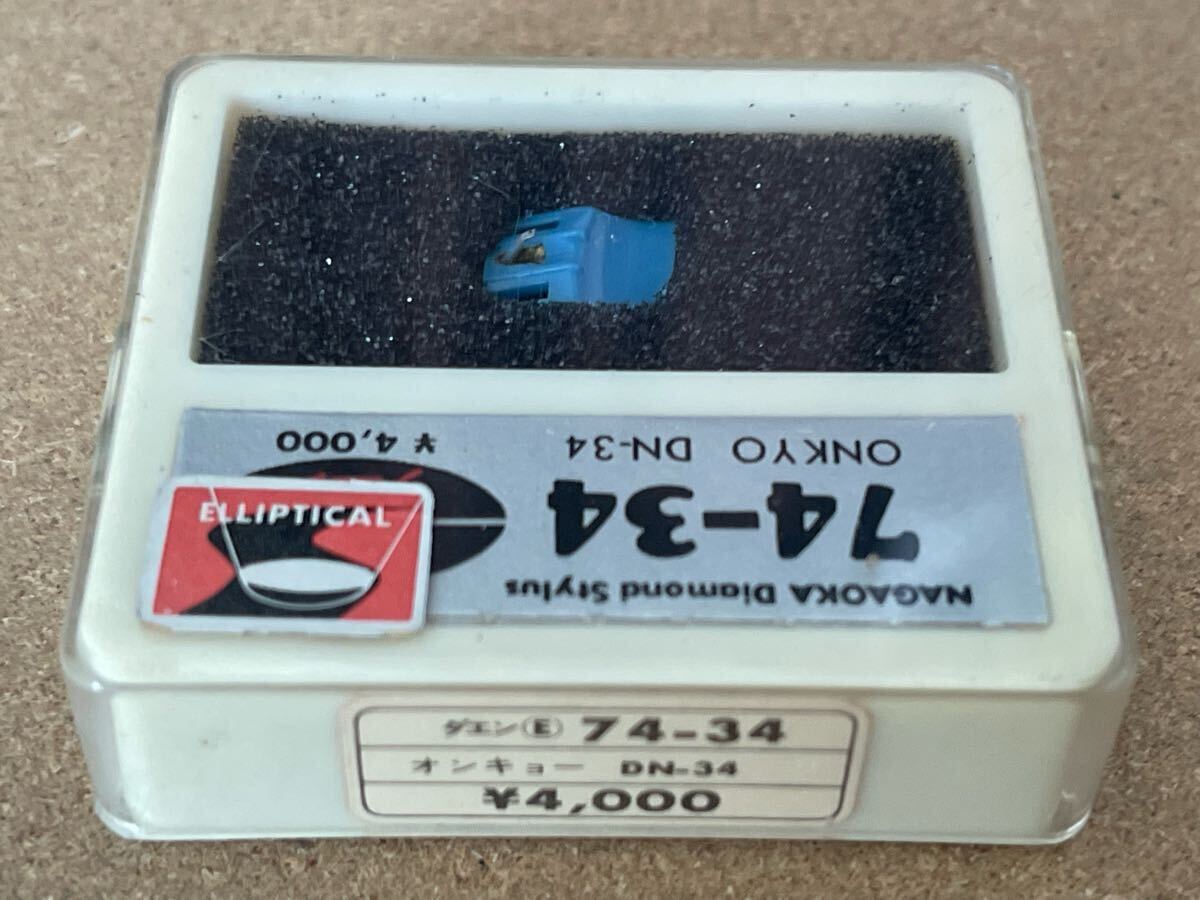 NAGAOKA Diamond Stylus
74-34
ONKYO DN-34
¥4,000
ELLIPTICAL
ダエンⒺ 74-34
オンキョー DN-34
¥4,000